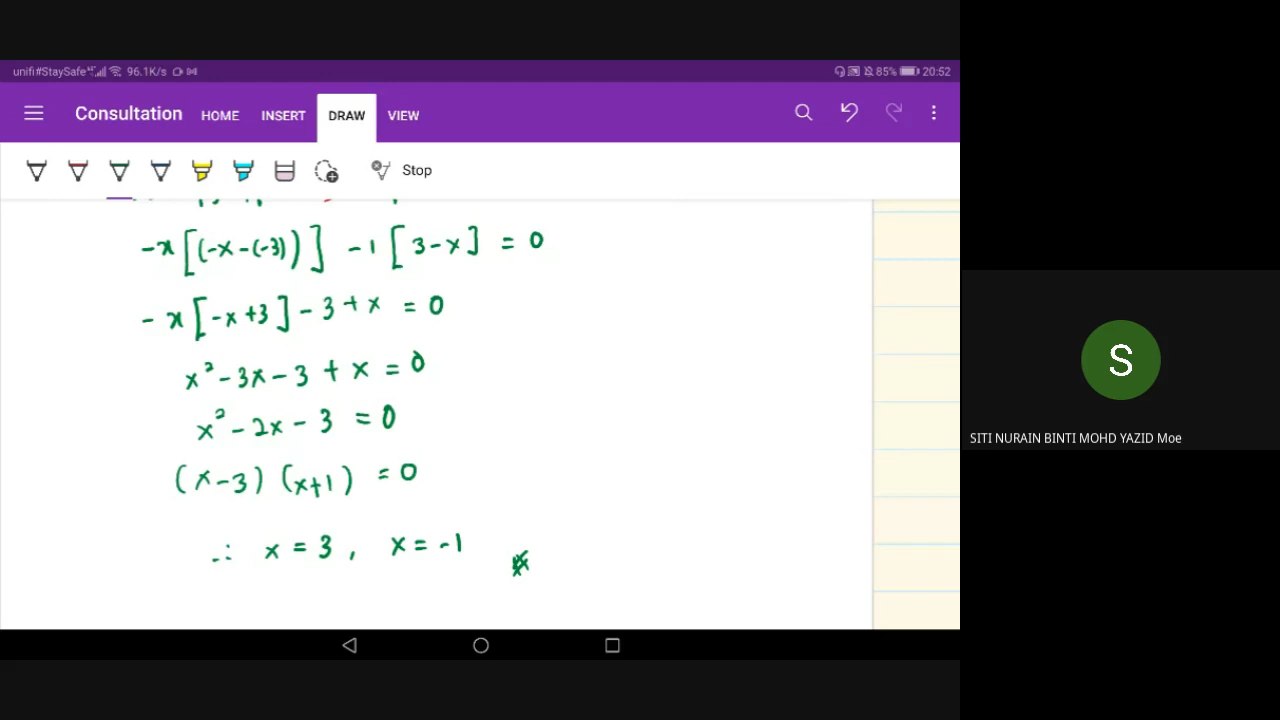 unifi#StaySafe 96.1K/s 85% 20:52
Consultation HOME INSERT DRAW VIEW
Stop
-x[(-x-(-3))] -1[3-x] = 0
-x[-x+3] -3+x = 0
x²-3x-3+x=0
x²-2x-3=0
(x-3)(x+1)=0
∴ x=3, x=-1
S
SITI NURAIN BINTI MOHD YAZID Moe